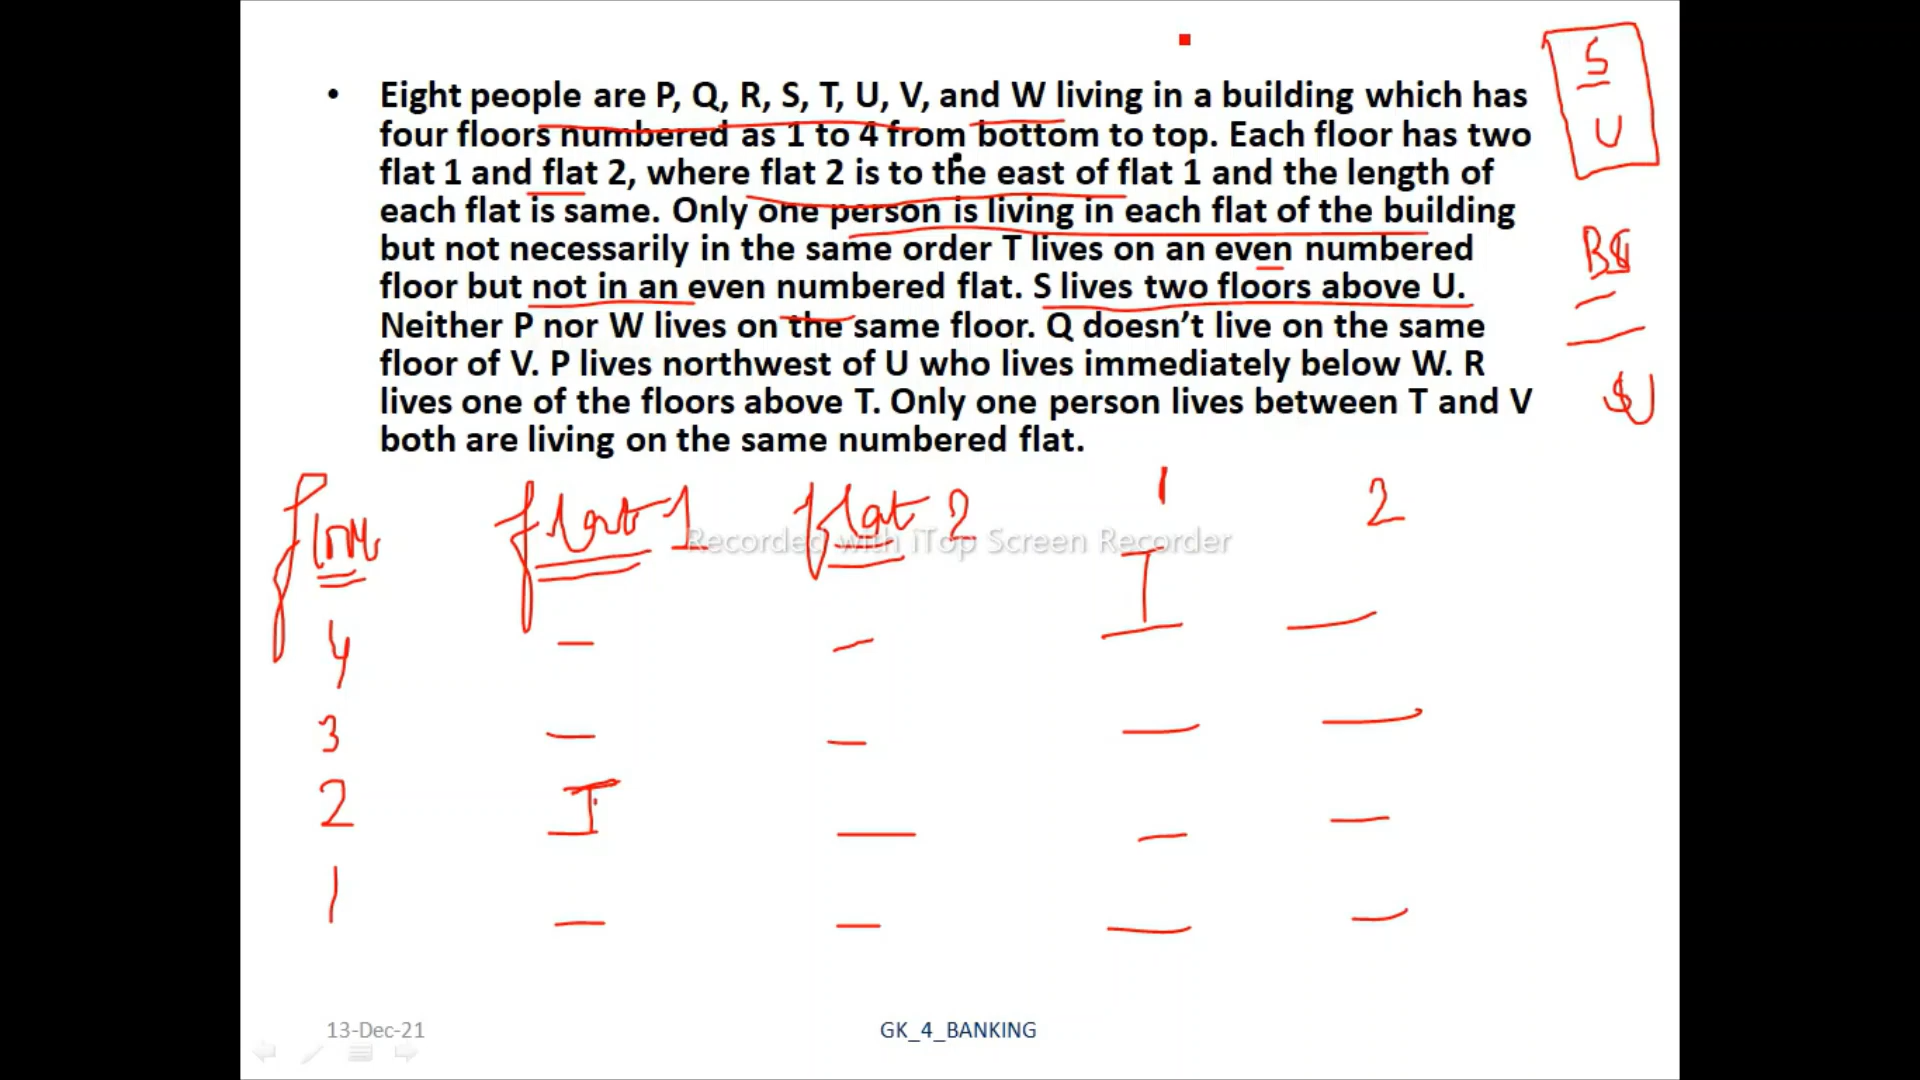 • Eight people are P, Q, R, S, T, U, V, and W living in a building which has
four floors numbered as 1 to 4 from bottom to top. Each floor has two
flat 1 and flat 2, where flat 2 is to the east of flat 1 and the length of
each flat is same. Only one person is living in each flat of the building
but not necessarily in the same order T lives on an even numbered
floor but not in an even numbered flat. S lives two floors above U.
Neither P nor W lives on the same floor. Q doesn’t live on the same
floor of V. P lives northwest of U who lives immediately below W. R
lives one of the floors above T. Only one person lives between T and V
both are living on the same numbered flat.
S
U
flat 1 flat 2 1 2
Recorded with iTop Screen Recorder
4 T
3
2 T
1
13-Dec-21 GK_4_BANKING